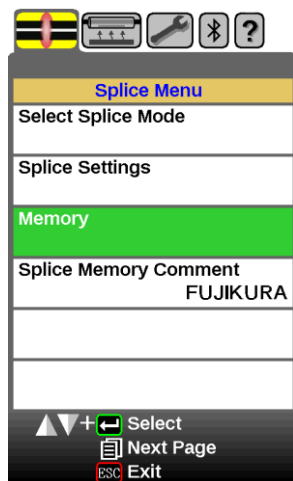 ?
Splice Menu
Select Splice Mode
Splice Settings
Memory
Splice Memory Comment
FUJIKURA
+ Select
Next Page
ESC Exit